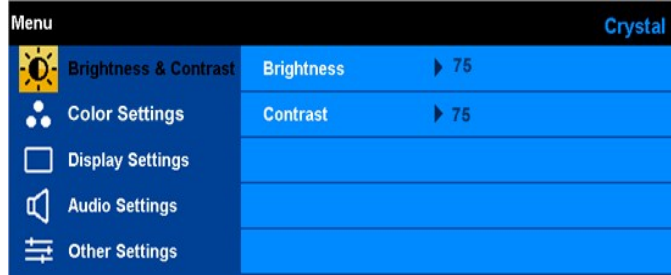 Menu
Crystal
Brightness & Contrast
Brightness 75
Color Settings
Contrast 75
Display Settings
Audio Settings
Other Settings